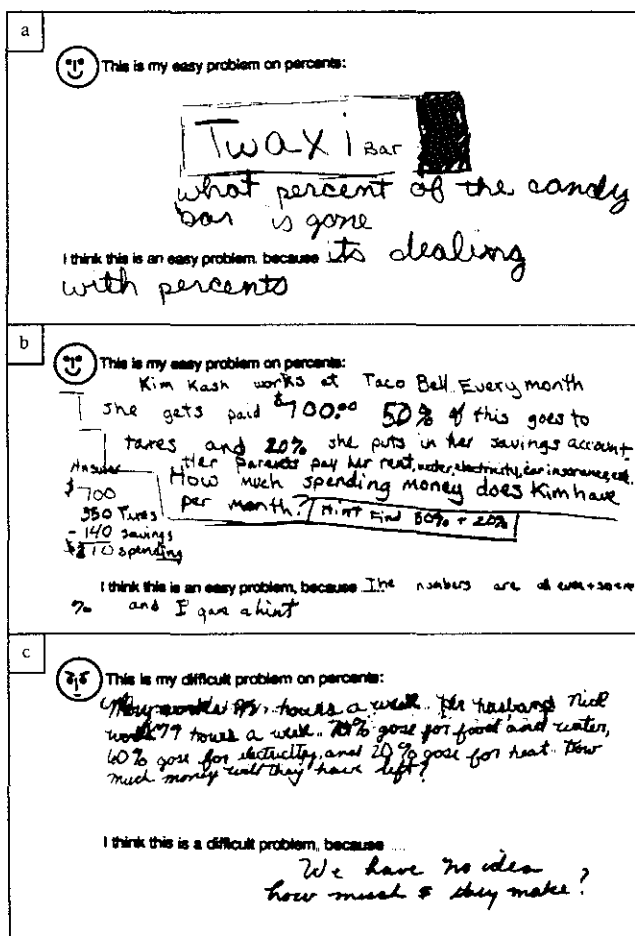 a
This is my easy problem on percents:
Twaxi Bar
what percent of the candy
bar is gone
I think this is an easy problem, because its dealing
with percents
b
This is my easy problem on percents:
Kim Kash works at Taco Bell. Every month
she gets paid $700.00 50% of this goes to
taxes and 20% she puts in her savings account.
Her parents pay her rent, water, electricity, car insurance, ect.
How much spending money does Kim have
per month? Hint Find 50% + 20%
Answer
$700
350 Taxes
- 140 savings
$210 spending
I think this is an easy problem, because The numbers are all even
% and I gave a hint
c
This is my difficult problem on percents:
Mary works hours a week. Her husband Nick
works 79 hours a week. 70% gose for food and water,
60% gose for electricity, and 20% gose for heat. How
much money will they have left?
I think this is a difficult problem, because ...
We have no idea
how much $ they make?